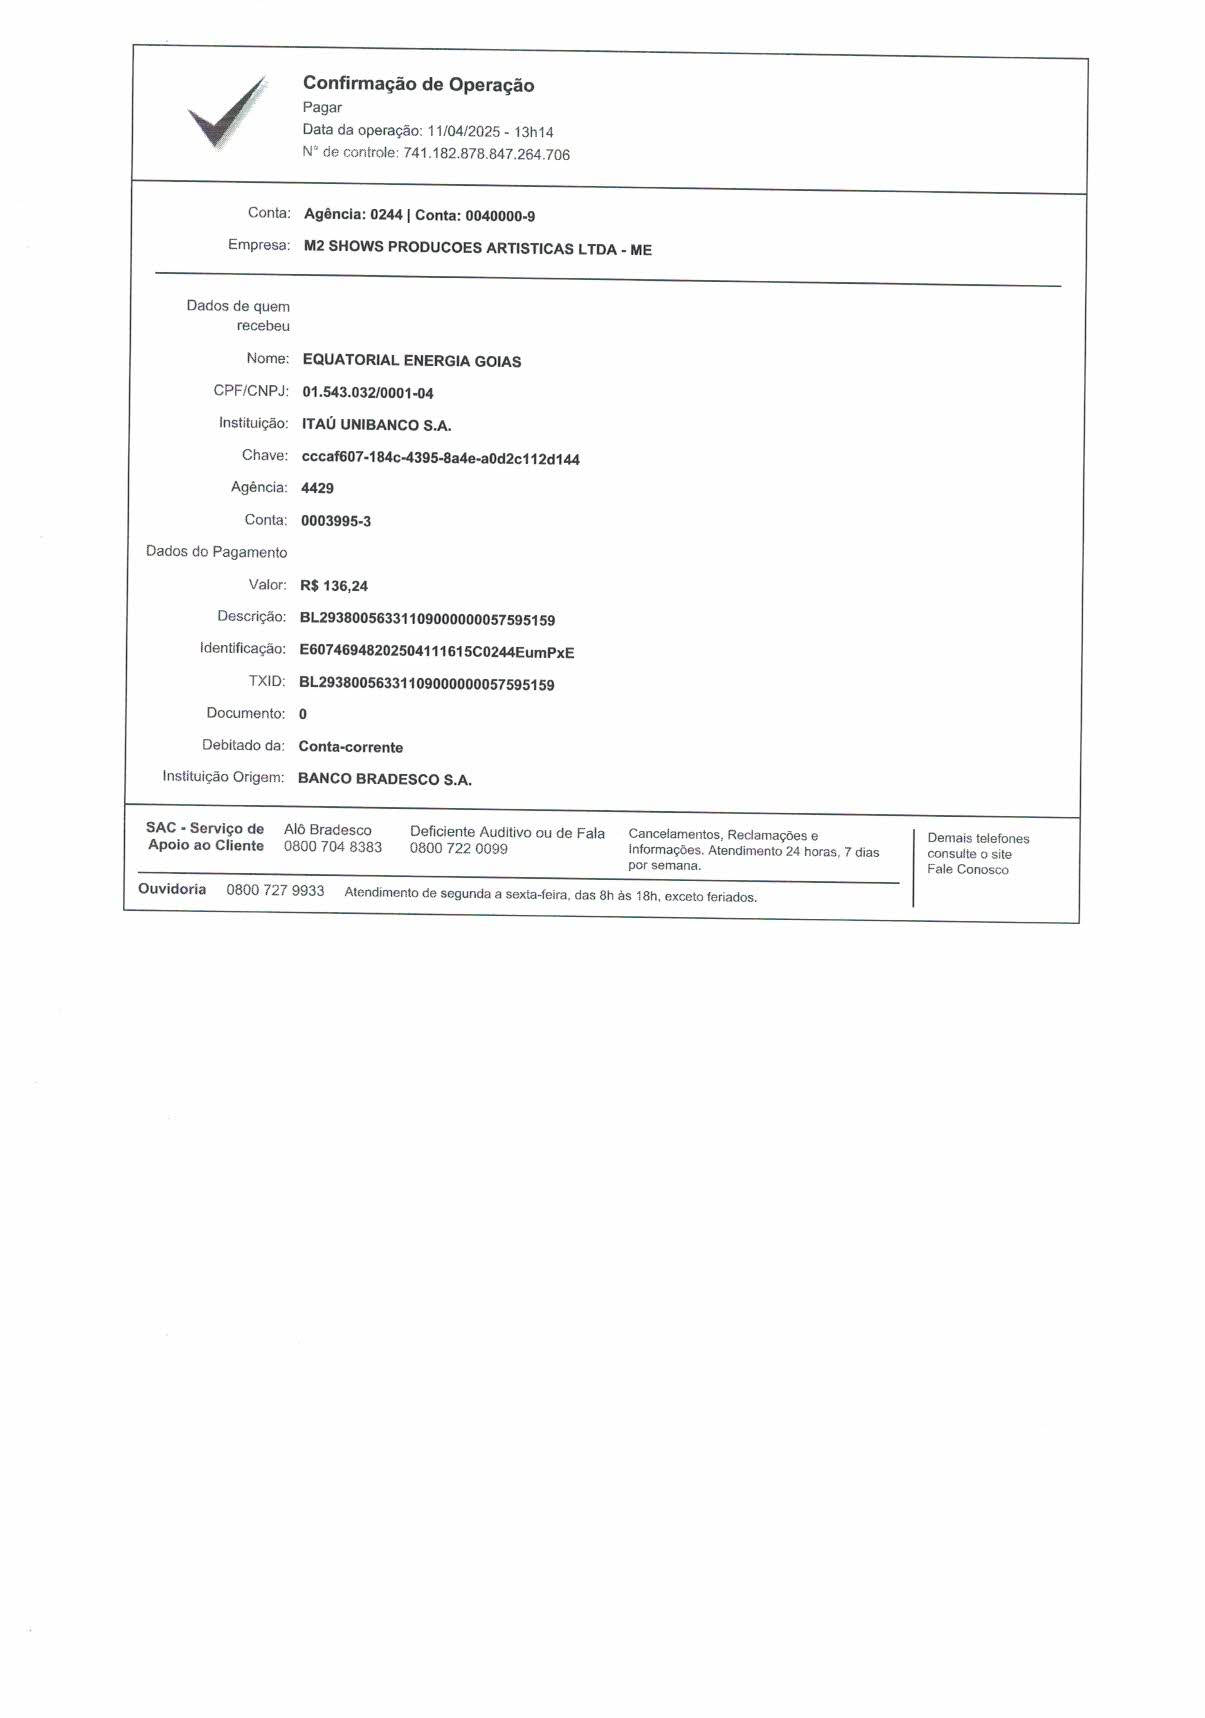 Confirmação de Operação
Pagar
Data da operação: 11/04/2025 - 13h14
N° de controle: 741.182.878.847.264.706
Conta: Agência: 0244 | Conta: 0040000-9
Empresa: M2 SHOWS PRODUCOES ARTISTICAS LTDA - ME
Dados de quem
recebeu
Nome: EQUATORIAL ENERGIA GOIAS
CPF/CNPJ: 01.543.032/0001-04
Instituição: ITAÚ UNIBANCO S.A.
Chave: cccaf607-184c-4395-8a4e-a0d2c112d144
Agência: 4429
Conta: 0003995-3
Dados do Pagamento
Valor: R$ 136,24
Descrição: BL29380056331109000000057595159
Identificação: E60746948202504111615C0244EumPxE
TXID: BL29380056331109000000057595159
Documento: 0
Debitado da: Conta-corrente
Instituição Origem: BANCO BRADESCO S.A.
SAC - Serviço de
Apoio ao Cliente
Alô Bradesco
0800 704 8383
Deficiente Auditivo ou de Fala
0800 722 0099
Cancelamentos, Reclamações e
Informações. Atendimento 24 horas, 7 dias
por semana.
Demais telefones
consulte o site
Fale Conosco
Ouvidoria 0800 727 9933 Atendimento de segunda a sexta-feira, das 8h às 18h, exceto feriados.